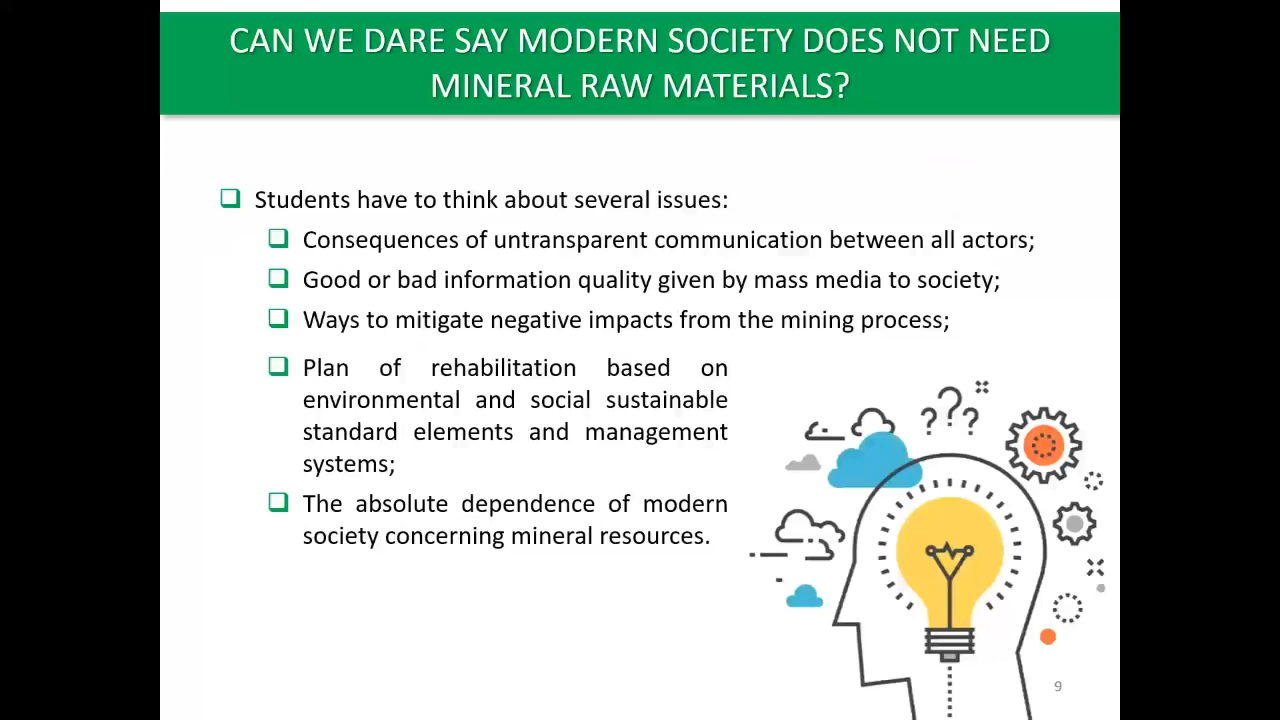 CAN WE DARE SAY MODERN SOCIETY DOES NOT NEED
MINERAL RAW MATERIALS?
Students have to think about several issues:
Consequences of untransparent communication between all actors;
Good or bad information quality given by mass media to society;
Ways to mitigate negative impacts from the mining process;
Plan of rehabilitation based on
environmental and social sustainable
standard elements and management
systems;
The absolute dependence of modern
society concerning mineral resources.
???
9